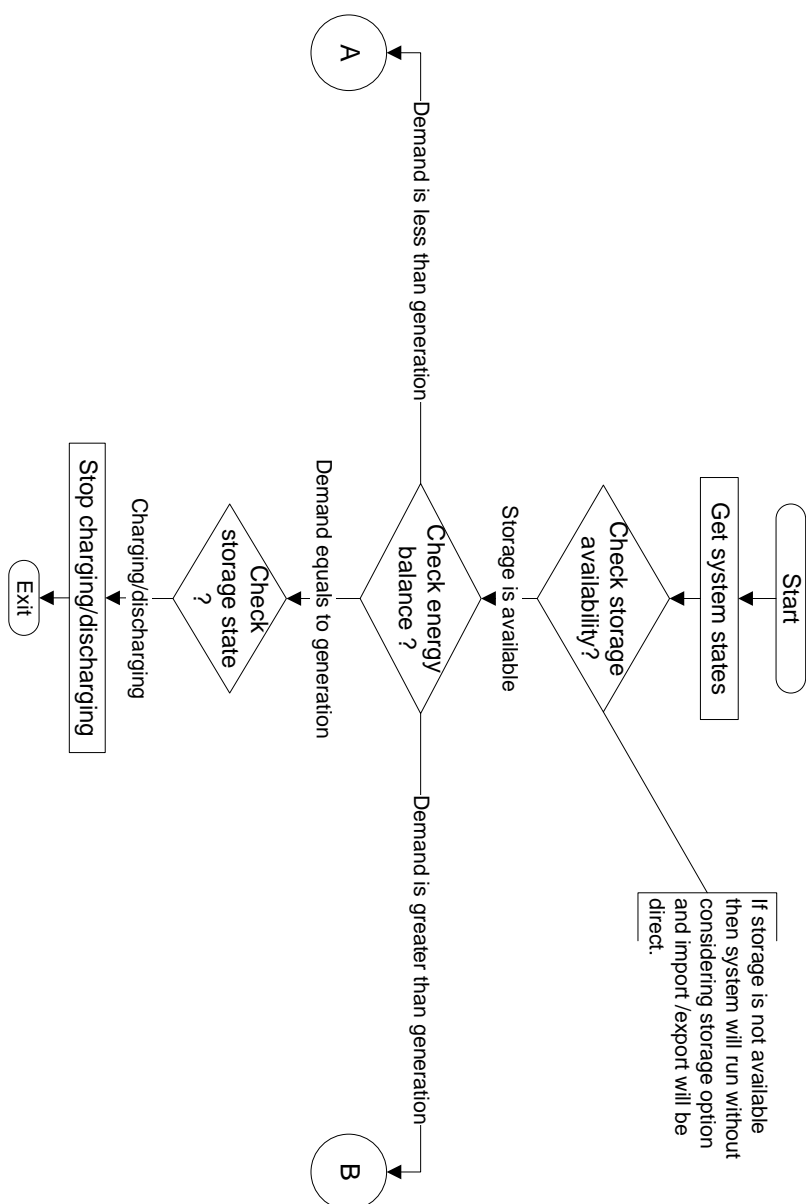 Start
Get system states
Check storage
availability?
If storage is not available
then system will run without
considering storage option
and import /export will be
direct.
Storage is available
Check energy
balance ?
Demand is less than generation
A
Demand is greater than generation
B
Demand equals to generation
Check
storage state
?
Charging/discharging
Stop charging/discharging
Exit